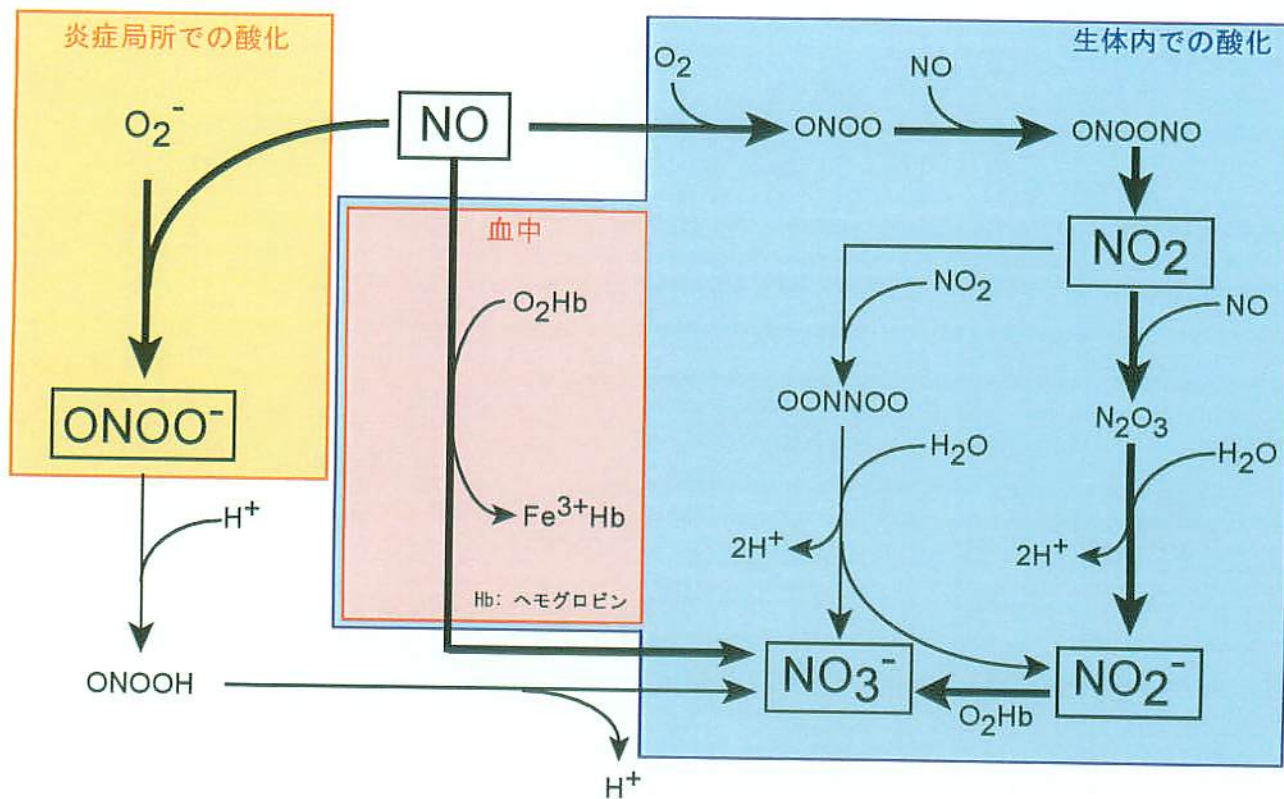 炎症局所での酸化
O₂⁻
ONOO⁻
H⁺
ONOOH
H⁺
NO
血中
O₂Hb
Fe³⁺Hb
Hb: ヘモグロビン
生体内での酸化
O₂
ONOO
NO
ONOONO
NO₂
NO₂
NO
OONNOO
N₂O₃
H₂O
H₂O
2H⁺
2H⁺
NO₃⁻
O₂Hb
NO₂⁻